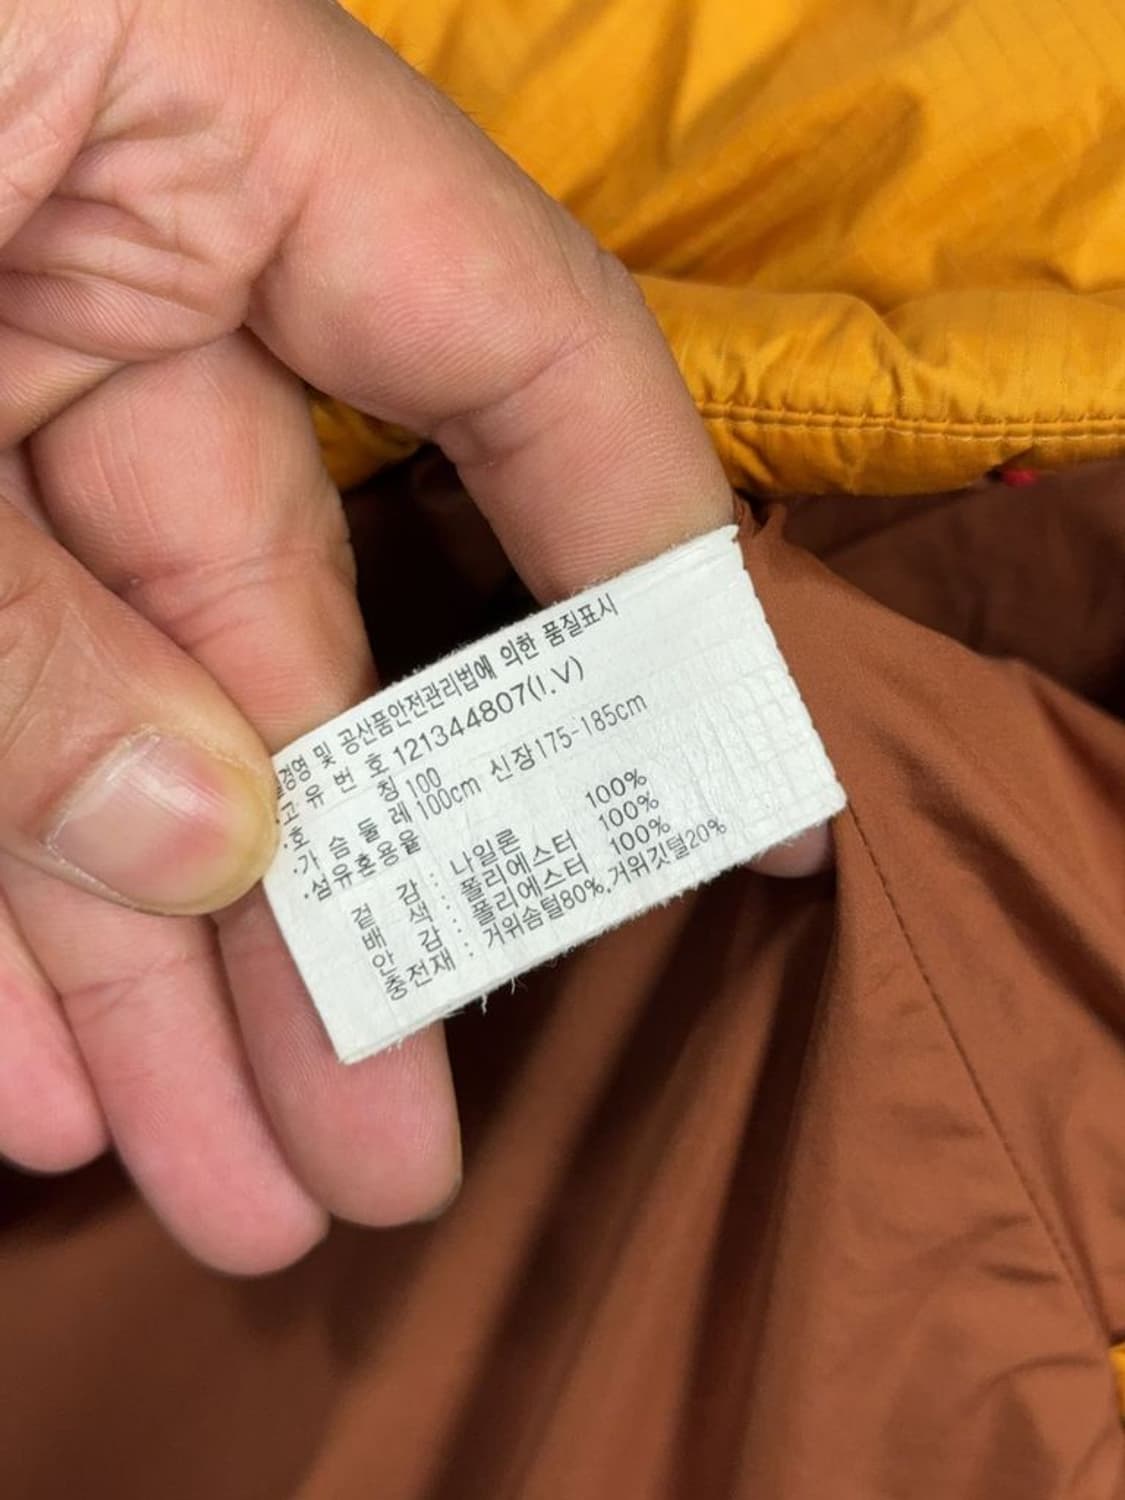 및 공산품안전관리법에 의한 품질표시
유 번 호 121344807(I.V)
호 칭 100
·가 슴 둘 레 100cm 신장175-185cm
·섬유혼용율
겉 감 : 나일론 100%
배 색 : 폴리에스터 100%
안 감 : 폴리에스터 100%
충전재 : 거위솜털80%,거위깃털20%